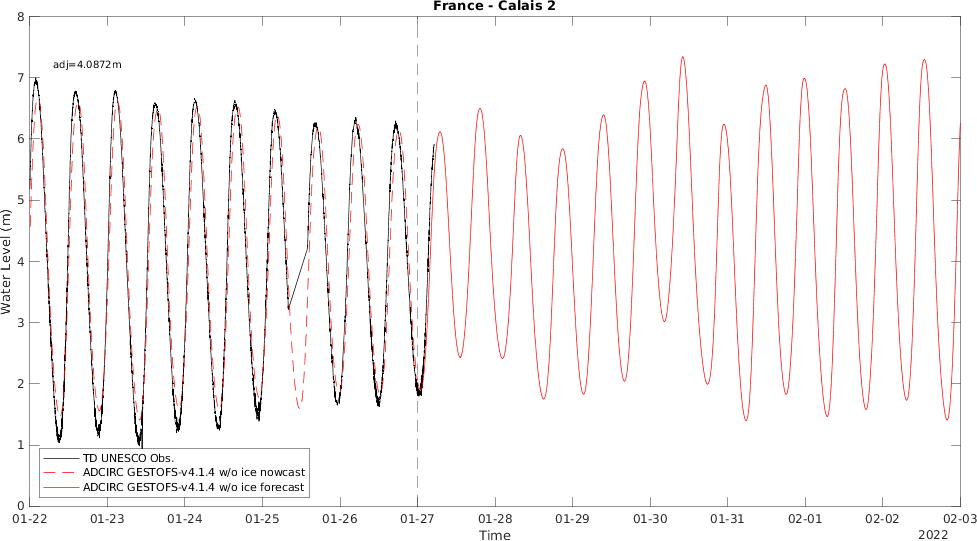 France - Calais 2
8
adj=4.0872m
7
6
5
4
3
2
1
0
Water Level (m)
TD UNESCO Obs.
ADCIRC GESTOFS-v4.1.4 w/o ice nowcast
ADCIRC GESTOFS-v4.1.4 w/o ice forecast
01-22 01-23 01-24 01-25 01-26 01-27 01-28 01-29 01-30 01-31 02-01 02-02 02-03
Time
2022